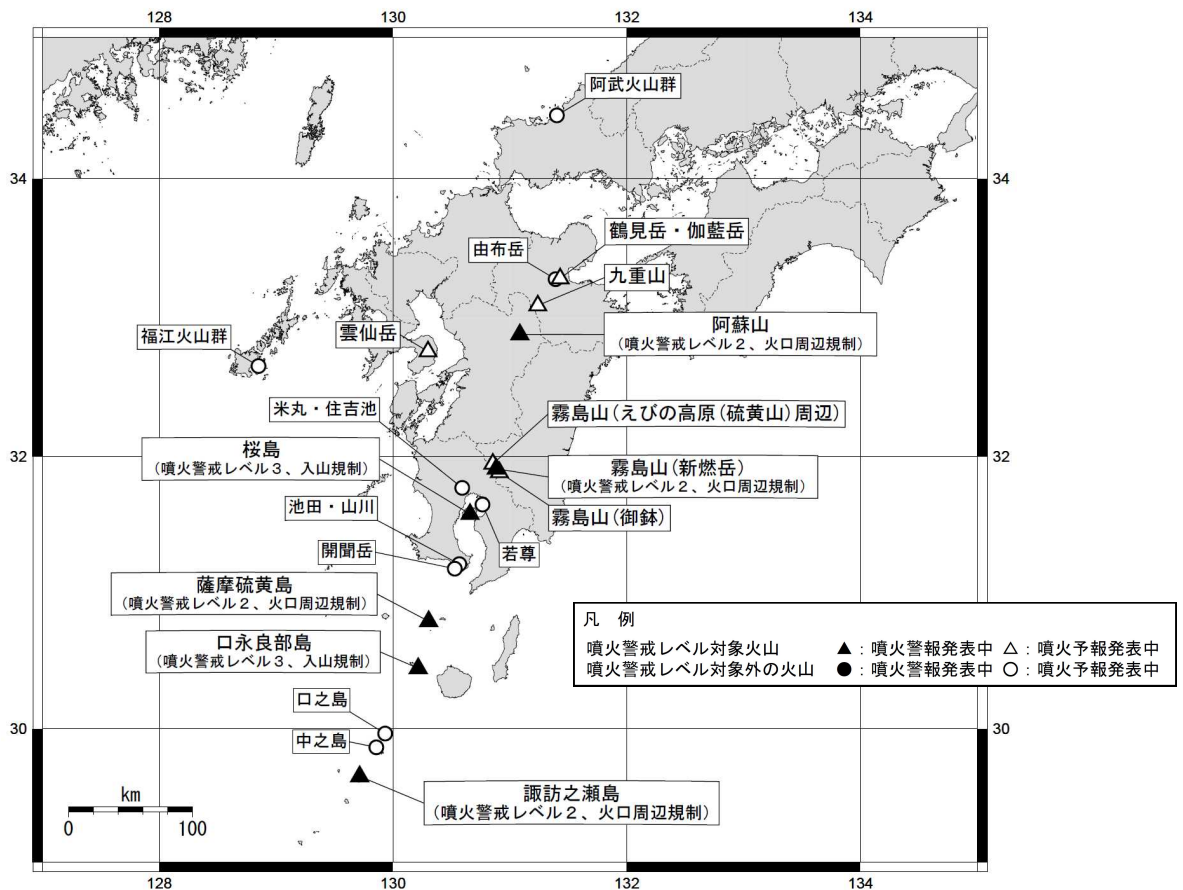 128
130
132
134
阿武火山群
34
34
鶴見岳・伽藍岳
由布岳
九重山
阿蘇山
(噴火警戒レベル2、火口周辺規制)
雲仙岳
福江火山群
米丸・住吉池
霧島山(えびの高原(硫黄山)周辺)
桜島
(噴火警戒レベル3、入山規制)
32
32
霧島山(新燃岳)
(噴火警戒レベル2、火口周辺規制)
池田・山川
霧島山(御鉢)
開聞岳
若尊
薩摩硫黄島
(噴火警戒レベル2、火口周辺規制)
口永良部島
(噴火警戒レベル3、入山規制)
凡 例
噴火警戒レベル対象火山 ▲:噴火警報発表中 △:噴火予報発表中
噴火警戒レベル対象外の火山 ●:噴火警報発表中 ○:噴火予報発表中
口之島
30
30
中之島
諏訪之瀬島
(噴火警戒レベル2、火口周辺規制)
km
0 100
128
130
132
134